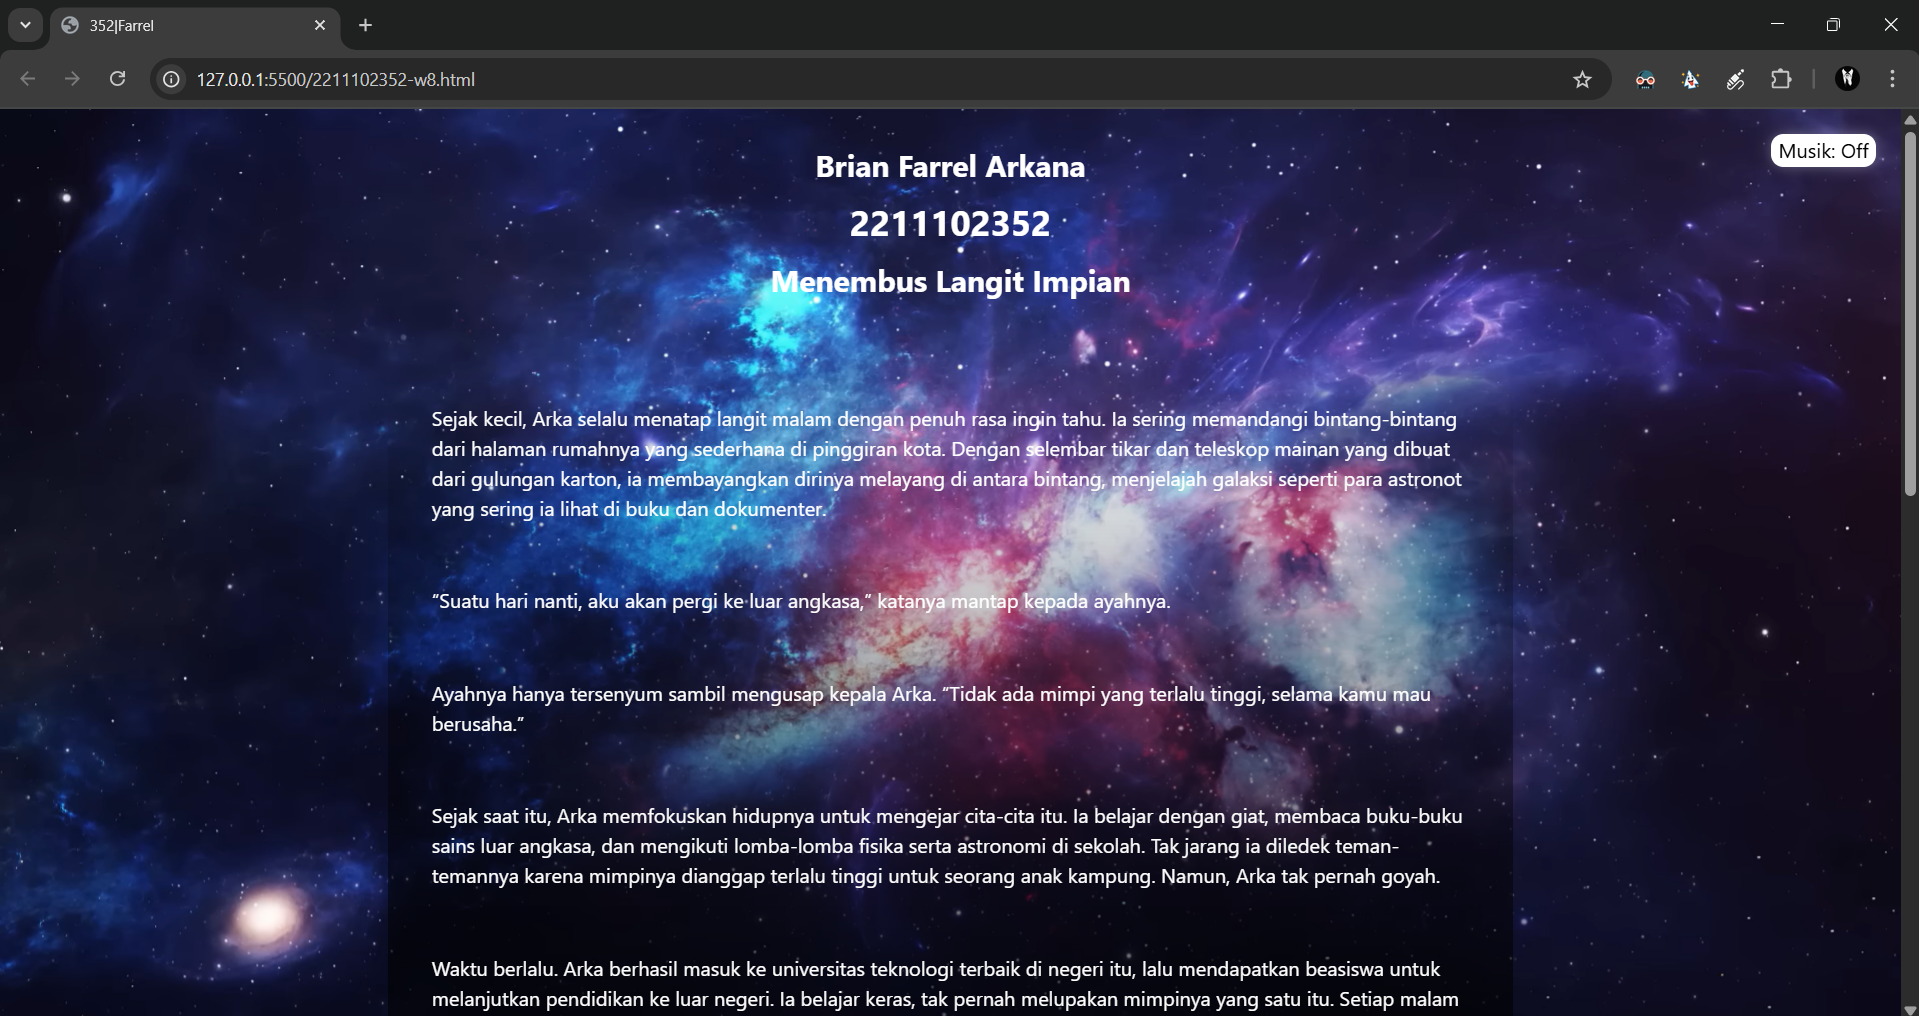 352|Farrel
127.0.0.1:5500/2211102352-w8.html
Musik: Off
Brian Farrel Arkana
2211102352
Menembus Langit Impian
Sejak kecil, Arka selalu menatap langit malam dengan penuh rasa ingin tahu. Ia sering memandangi bintang-bintang
dari halaman rumahnya yang sederhana di pinggiran kota. Dengan selembar tikar dan teleskop mainan yang dibuat
dari gulungan karton, ia membayangkan dirinya melayang di antara bintang, menjelajah galaksi seperti para astronot
yang sering ia lihat di buku dan dokumenter.
“Suatu hari nanti, aku akan pergi ke luar angkasa,” katanya mantap kepada ayahnya.
Ayahnya hanya tersenyum sambil mengusap kepala Arka. “Tidak ada mimpi yang terlalu tinggi, selama kamu mau
berusaha.”
Sejak saat itu, Arka memfokuskan hidupnya untuk mengejar cita-cita itu. Ia belajar dengan giat, membaca buku-buku
sains luar angkasa, dan mengikuti lomba-lomba fisika serta astronomi di sekolah. Tak jarang ia diledek teman-
temannya karena mimpinya dianggap terlalu tinggi untuk seorang anak kampung. Namun, Arka tak pernah goyah.
Waktu berlalu. Arka berhasil masuk ke universitas teknologi terbaik di negeri itu, lalu mendapatkan beasiswa untuk
melanjutkan pendidikan ke luar negeri. Ia belajar keras, tak pernah melupakan mimpinya yang satu itu. Setiap malam